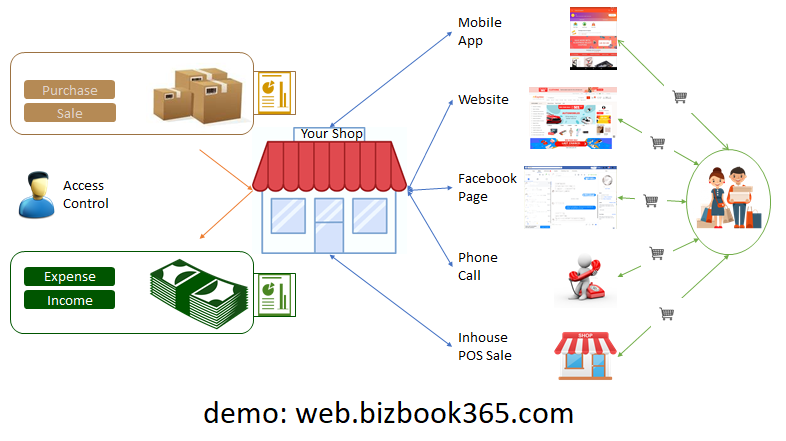 Purchase
Sale
Access
Control
Expense
Income
Your Shop
Mobile
App
Website
Facebook
Page
Phone
Call
Inhouse
POS Sale
SHOP
demo: web.bizbook365.com